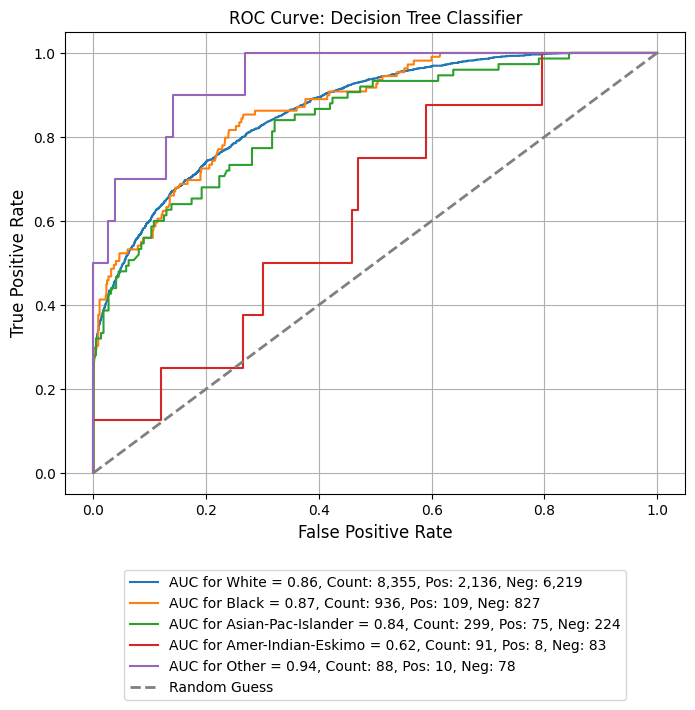 ROC Curve: Decision Tree Classifier
True Positive Rate
1.0
0.8
0.6
0.4
0.2
0.0
0.0 0.2 0.4 0.6 0.8 1.0
False Positive Rate
AUC for White = 0.86, Count: 8,355, Pos: 2,136, Neg: 6,219
AUC for Black = 0.87, Count: 936, Pos: 109, Neg: 827
AUC for Asian-Pac-Islander = 0.84, Count: 299, Pos: 75, Neg: 224
AUC for Amer-Indian-Eskimo = 0.62, Count: 91, Pos: 8, Neg: 83
AUC for Other = 0.94, Count: 88, Pos: 10, Neg: 78
Random Guess